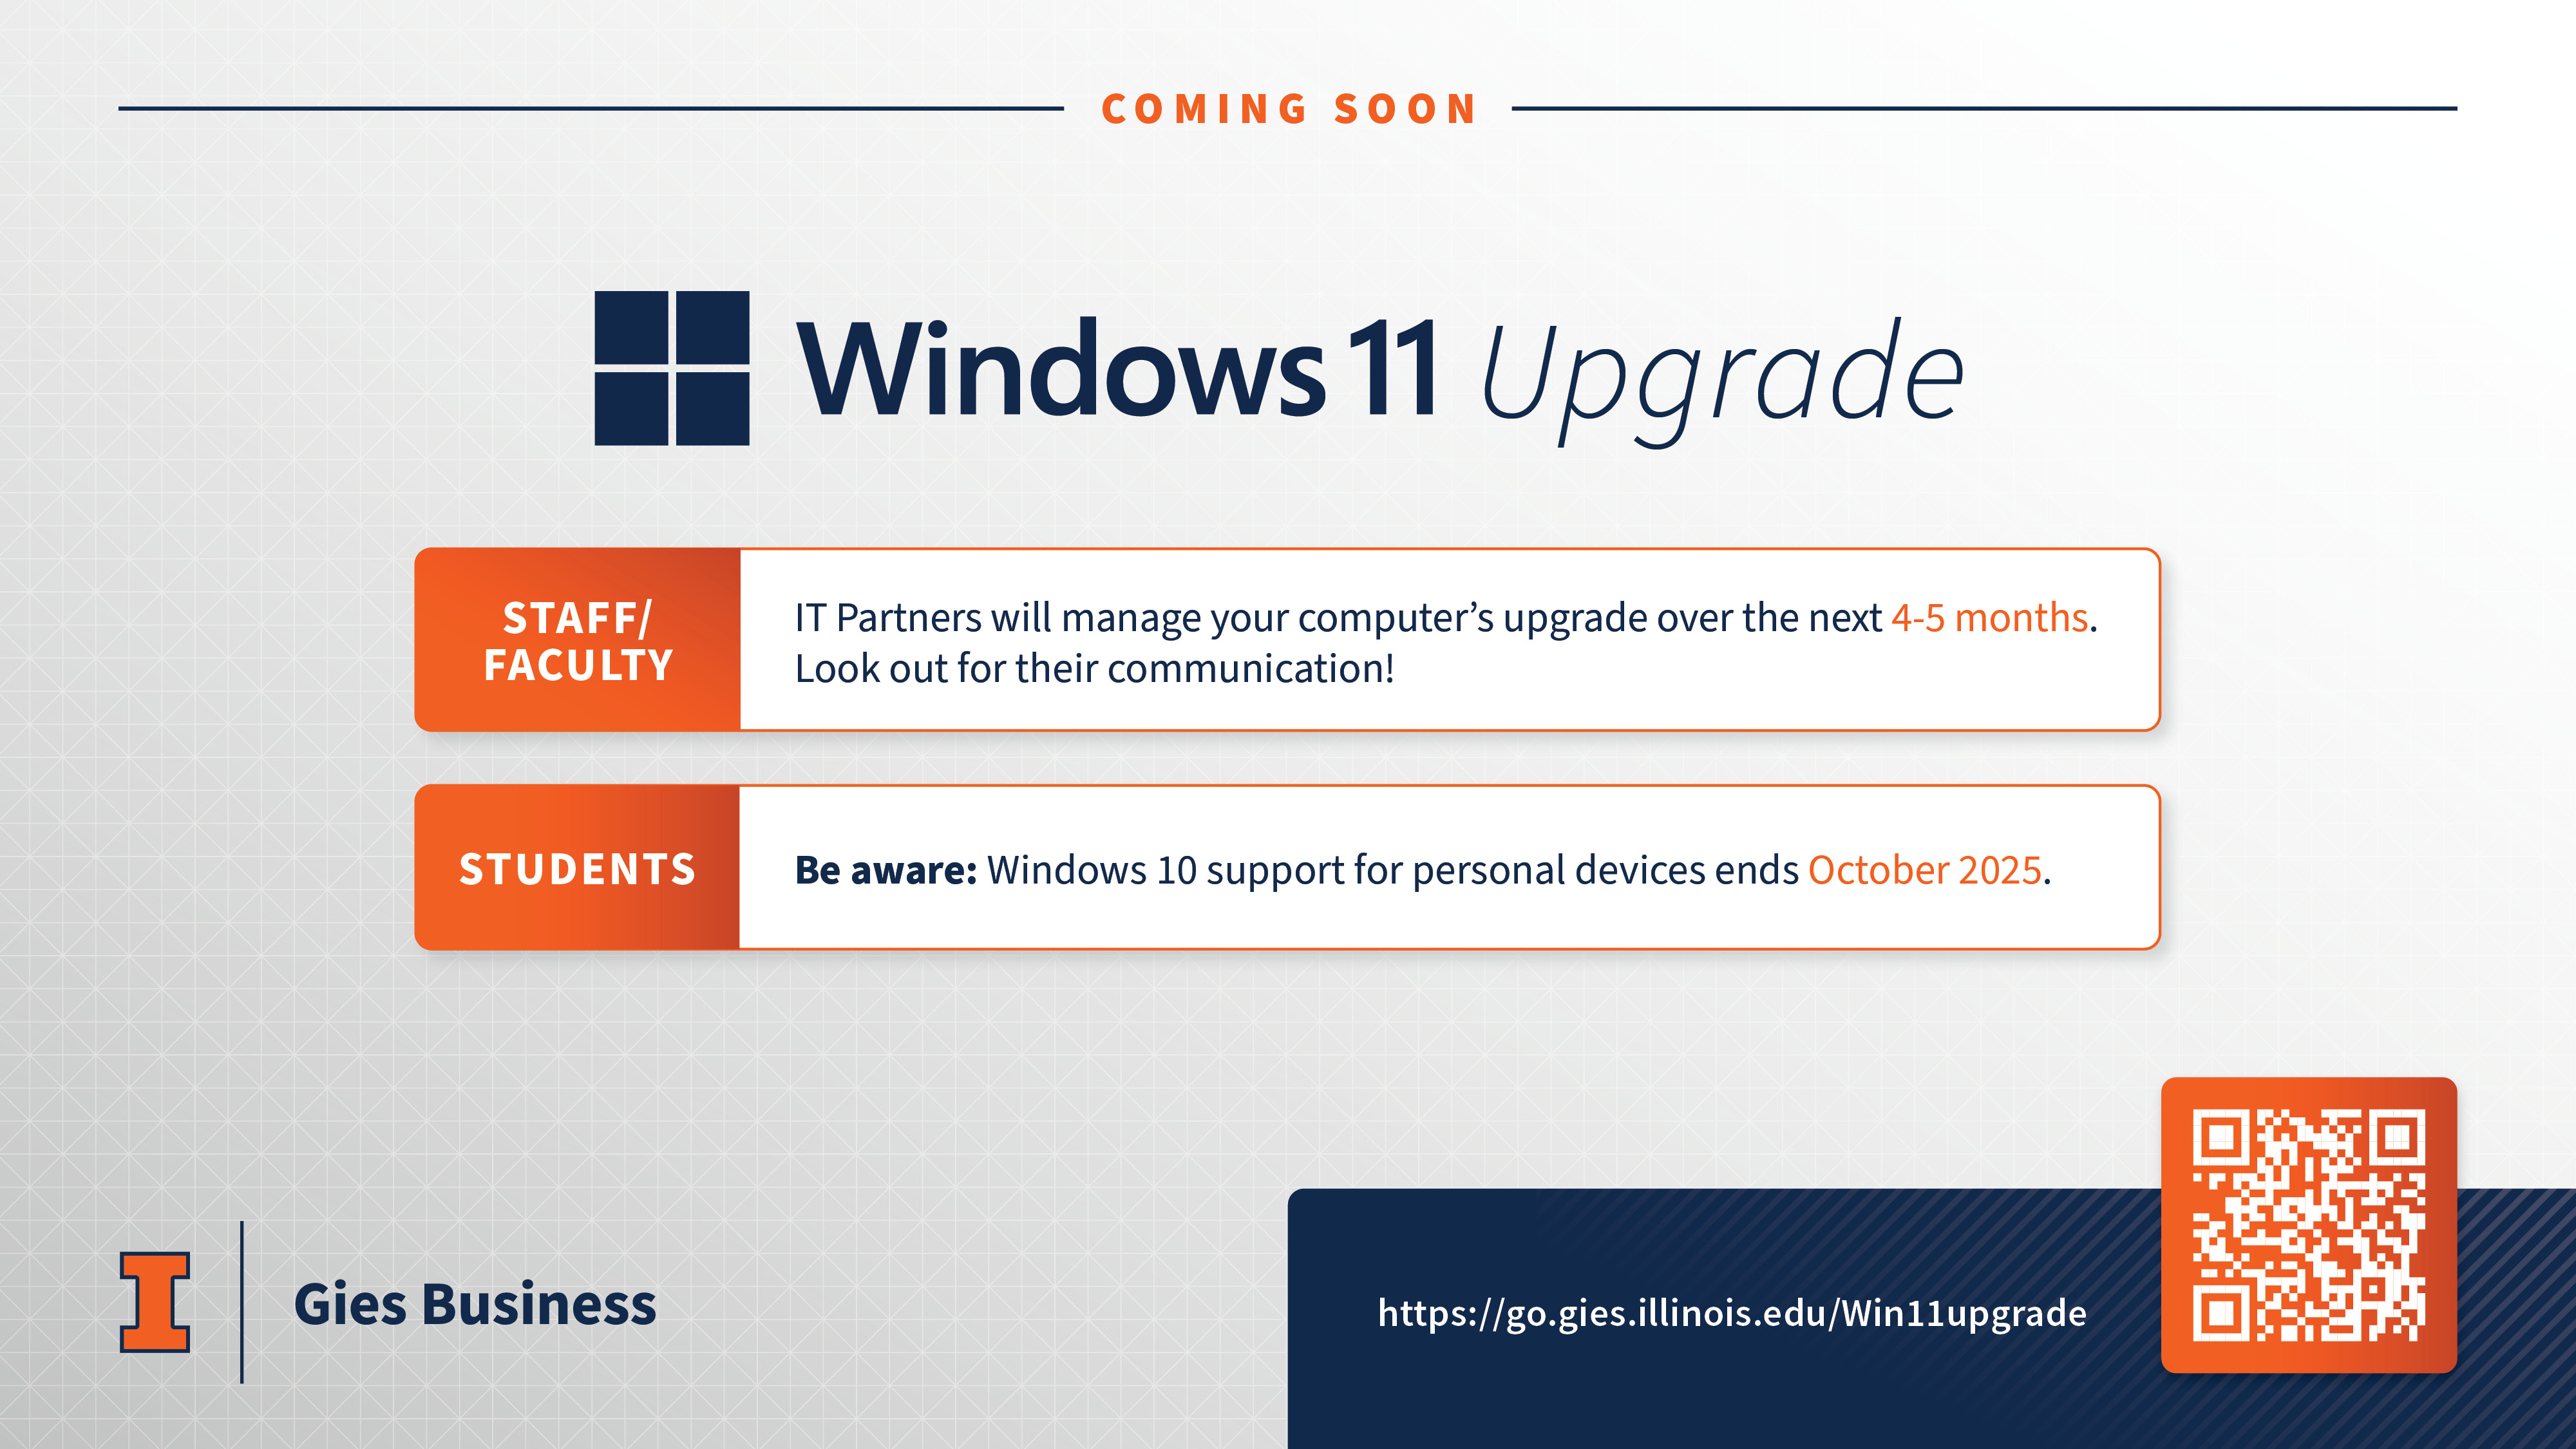 COMING SOON
Windows 11 Upgrade
STAFF/
FACULTY
IT Partners will manage your computer’s upgrade over the next 4-5 months.
Look out for their communication!
STUDENTS
Be aware: Windows 10 support for personal devices ends October 2025.
I
Gies Business
https://go.gies.illinois.edu/Win11upgrade